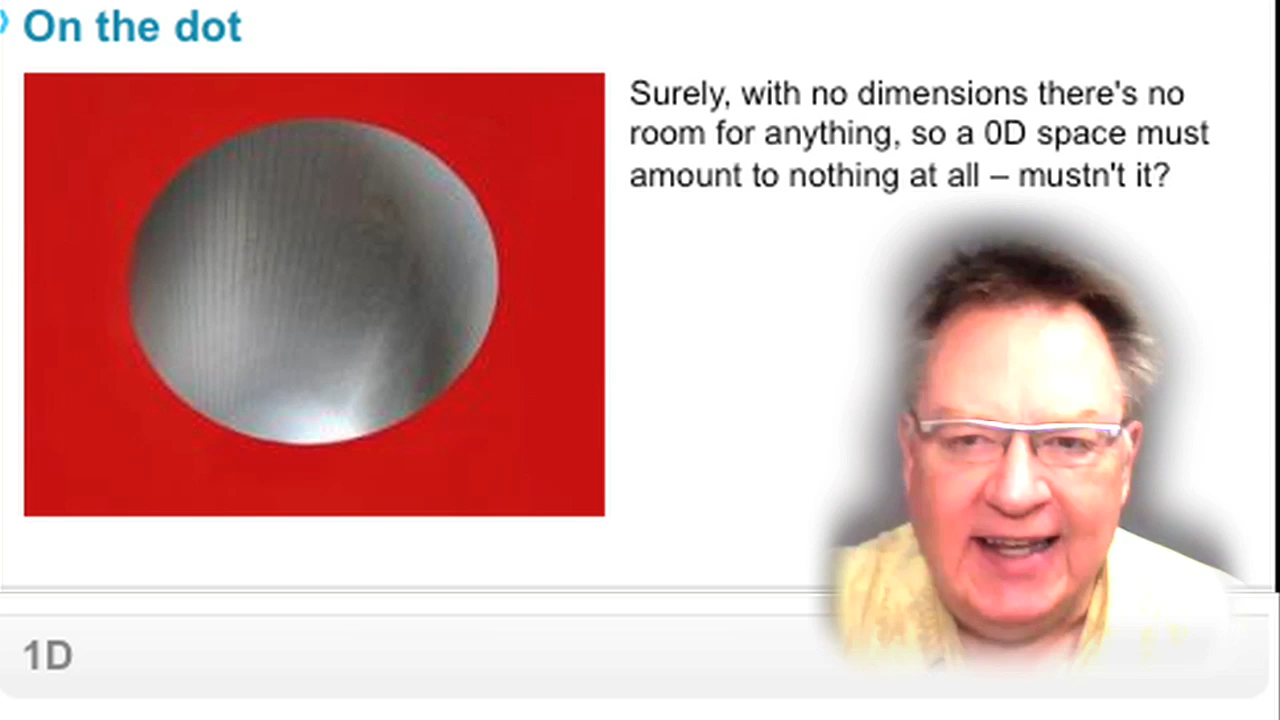 On the dot
Surely, with no dimensions there's no
room for anything, so a 0D space must
amount to nothing at all – mustn't it?
1D